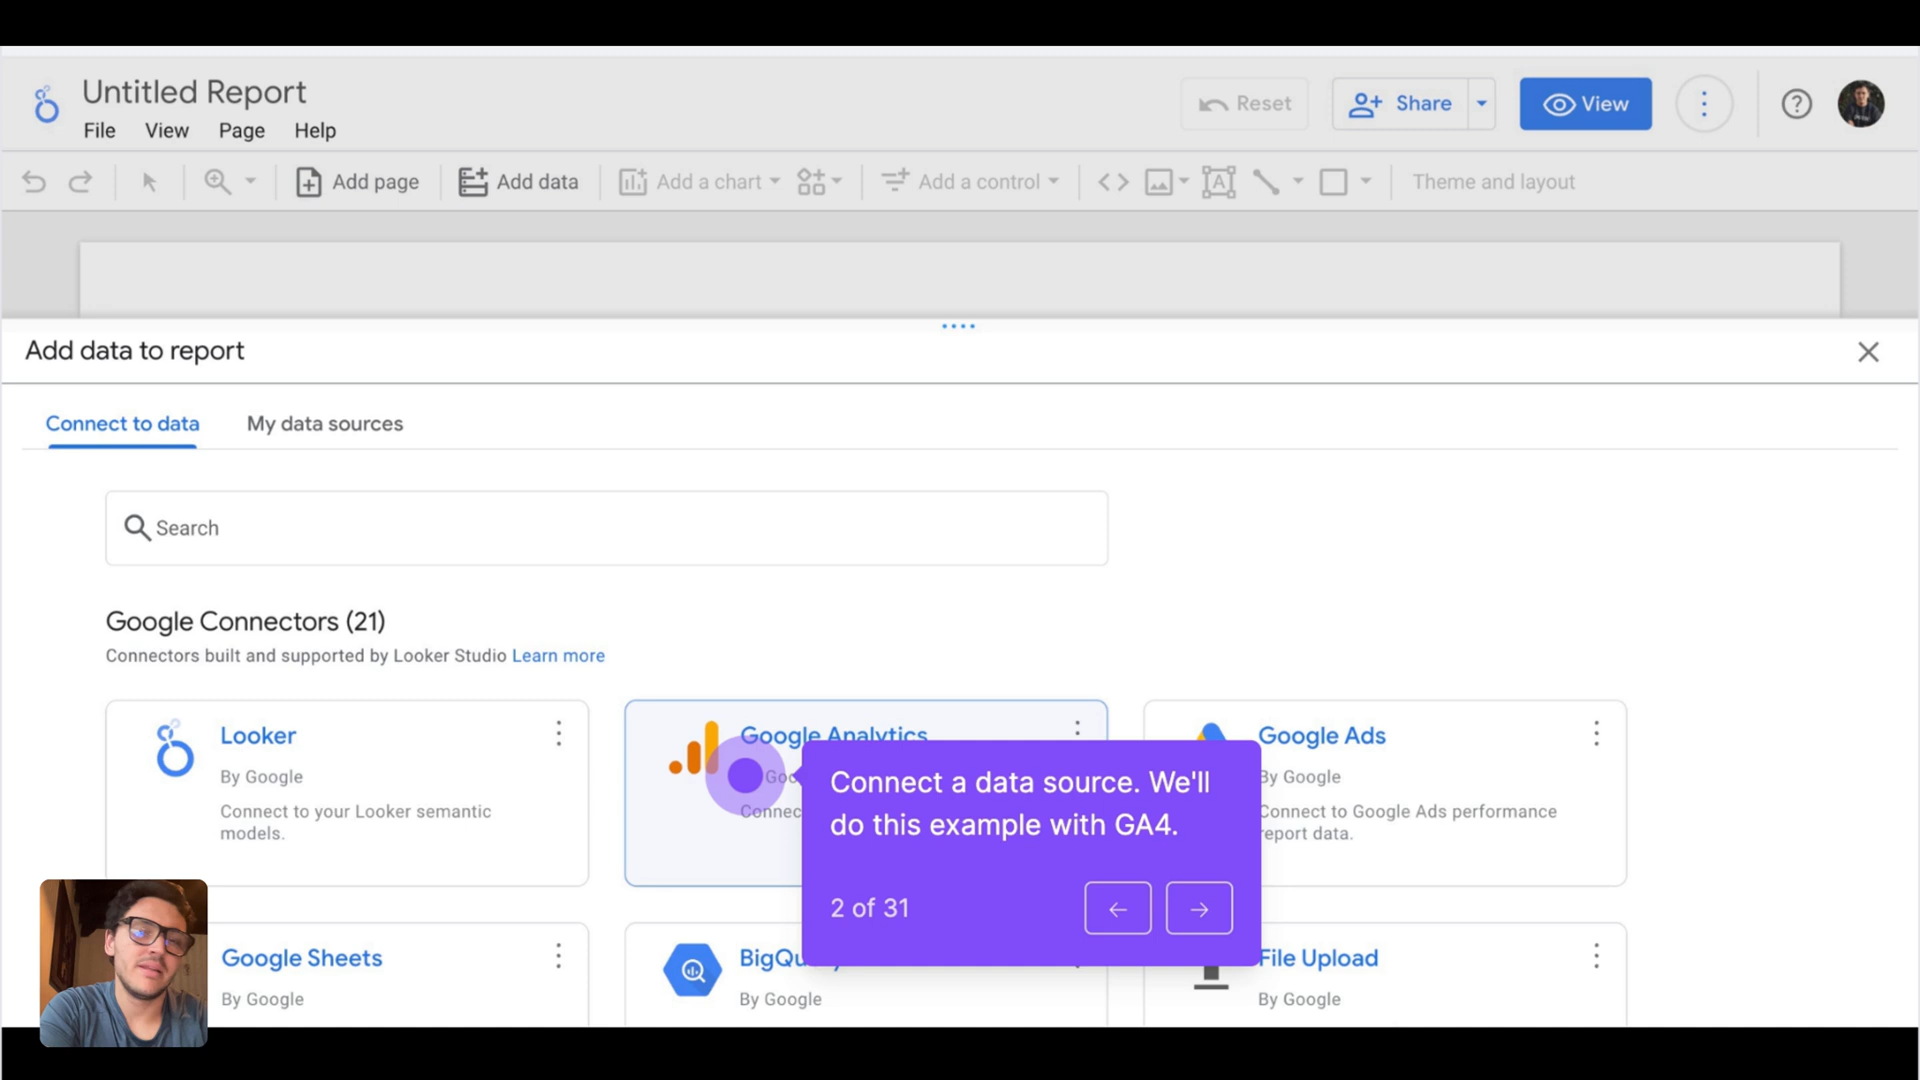 Untitled Report
File View Page Help
Reset Share View
Add page Add data Add a chart Add a control Theme and layout
Add data to report
Connect to data My data sources
Search
Google Connectors (21)
Connectors built and supported by Looker Studio Learn more
Looker
By Google
Connect to your Looker semantic
models.
Google Analytics
Google Ads
By Google
Connect to Google Ads performance
report data.
Connect a data source. We'll
do this example with GA4.
2 of 31
Google Sheets
By Google
By Google
File Upload
By Google